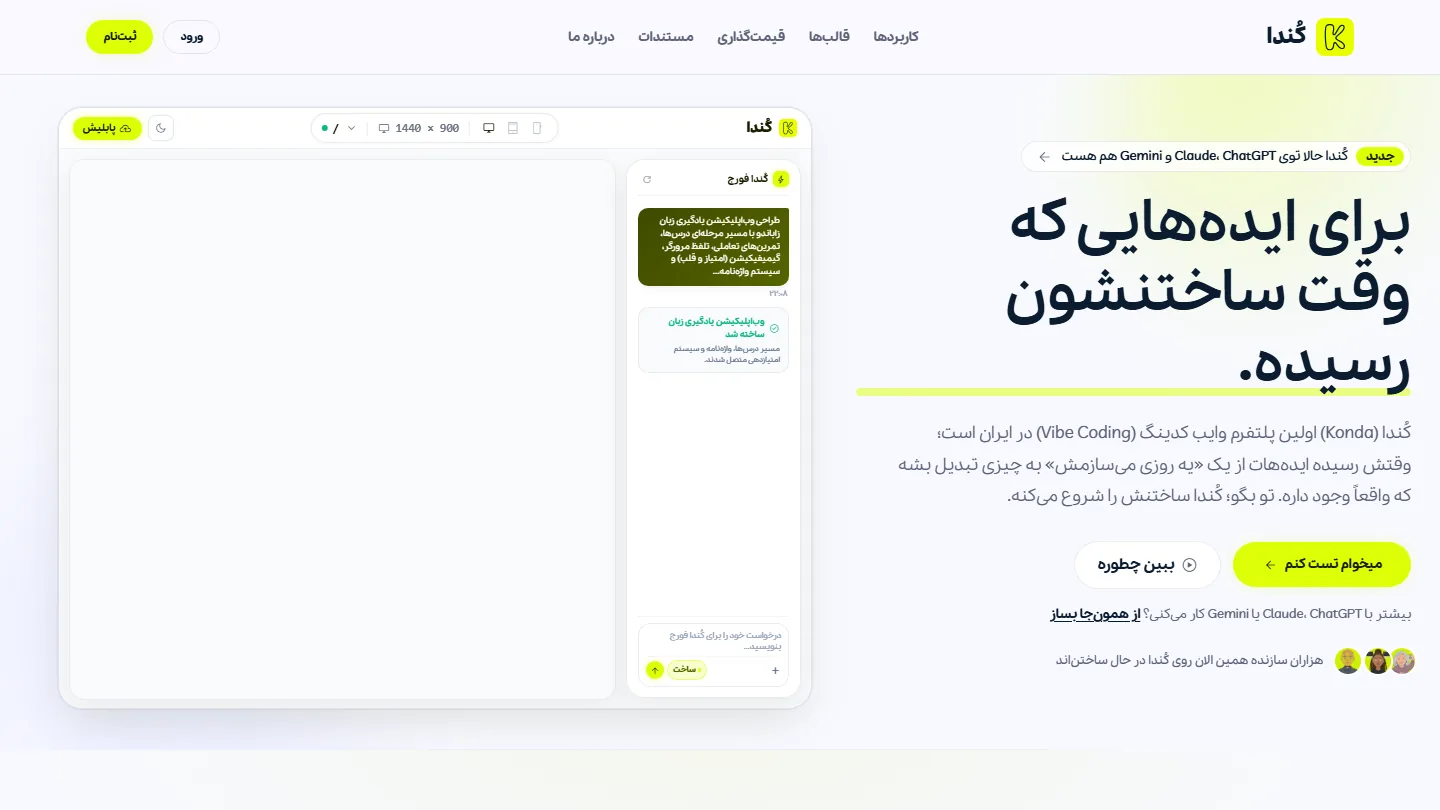 کُندا
کاربردها
قالب‌ها
قیمت‌گذاری
مستندات
درباره ما
ورود
ثبت‌نام
جدید
کُندا حالا توی Claude، ChatGPT و Gemini هم هست
برای ایده‌هایی که
وقت ساختنشون
رسیده.
کُندا (Konda) اولین پلتفرم وایب کدینگ (Vibe Coding) در ایران است؛
وقتش رسیده ایده‌هات از یک «یه روزی می‌سازمش» به چیزی تبدیل بشه
که واقعاً وجود داره. تو بگو؛ کُندا ساختنش را شروع می‌کنه.
میخوام تست کنم
ببین چطوره
بیشتر با Claude، ChatGPT یا Gemini کار می‌کنی؟ از همون‌جا بساز
هزاران سازنده همین الان روی کُندا در حال ساختن‌اند
کُندا
1440 × 900
/
پابلیش
کُندا فورج
طراحی وب‌اپلیکیشن یادگیری زبان
زاباندو با مسیر مرحله‌ای درس‌ها،
تمرین‌های تعاملی، تلفظ مرورگر،
گیمیفیکیشن (امتیاز و قلب) و
سیستم واژه‌نامه...
۲۲:۰۸
وب‌اپلیکیشن یادگیری زبان
ساخته شد
مسیر درس‌ها، واژه‌نامه و سیستم
امتیازدهی متصل شدند.
درخواست خود را برای کُندا فورج
بنویسید...
ساخت